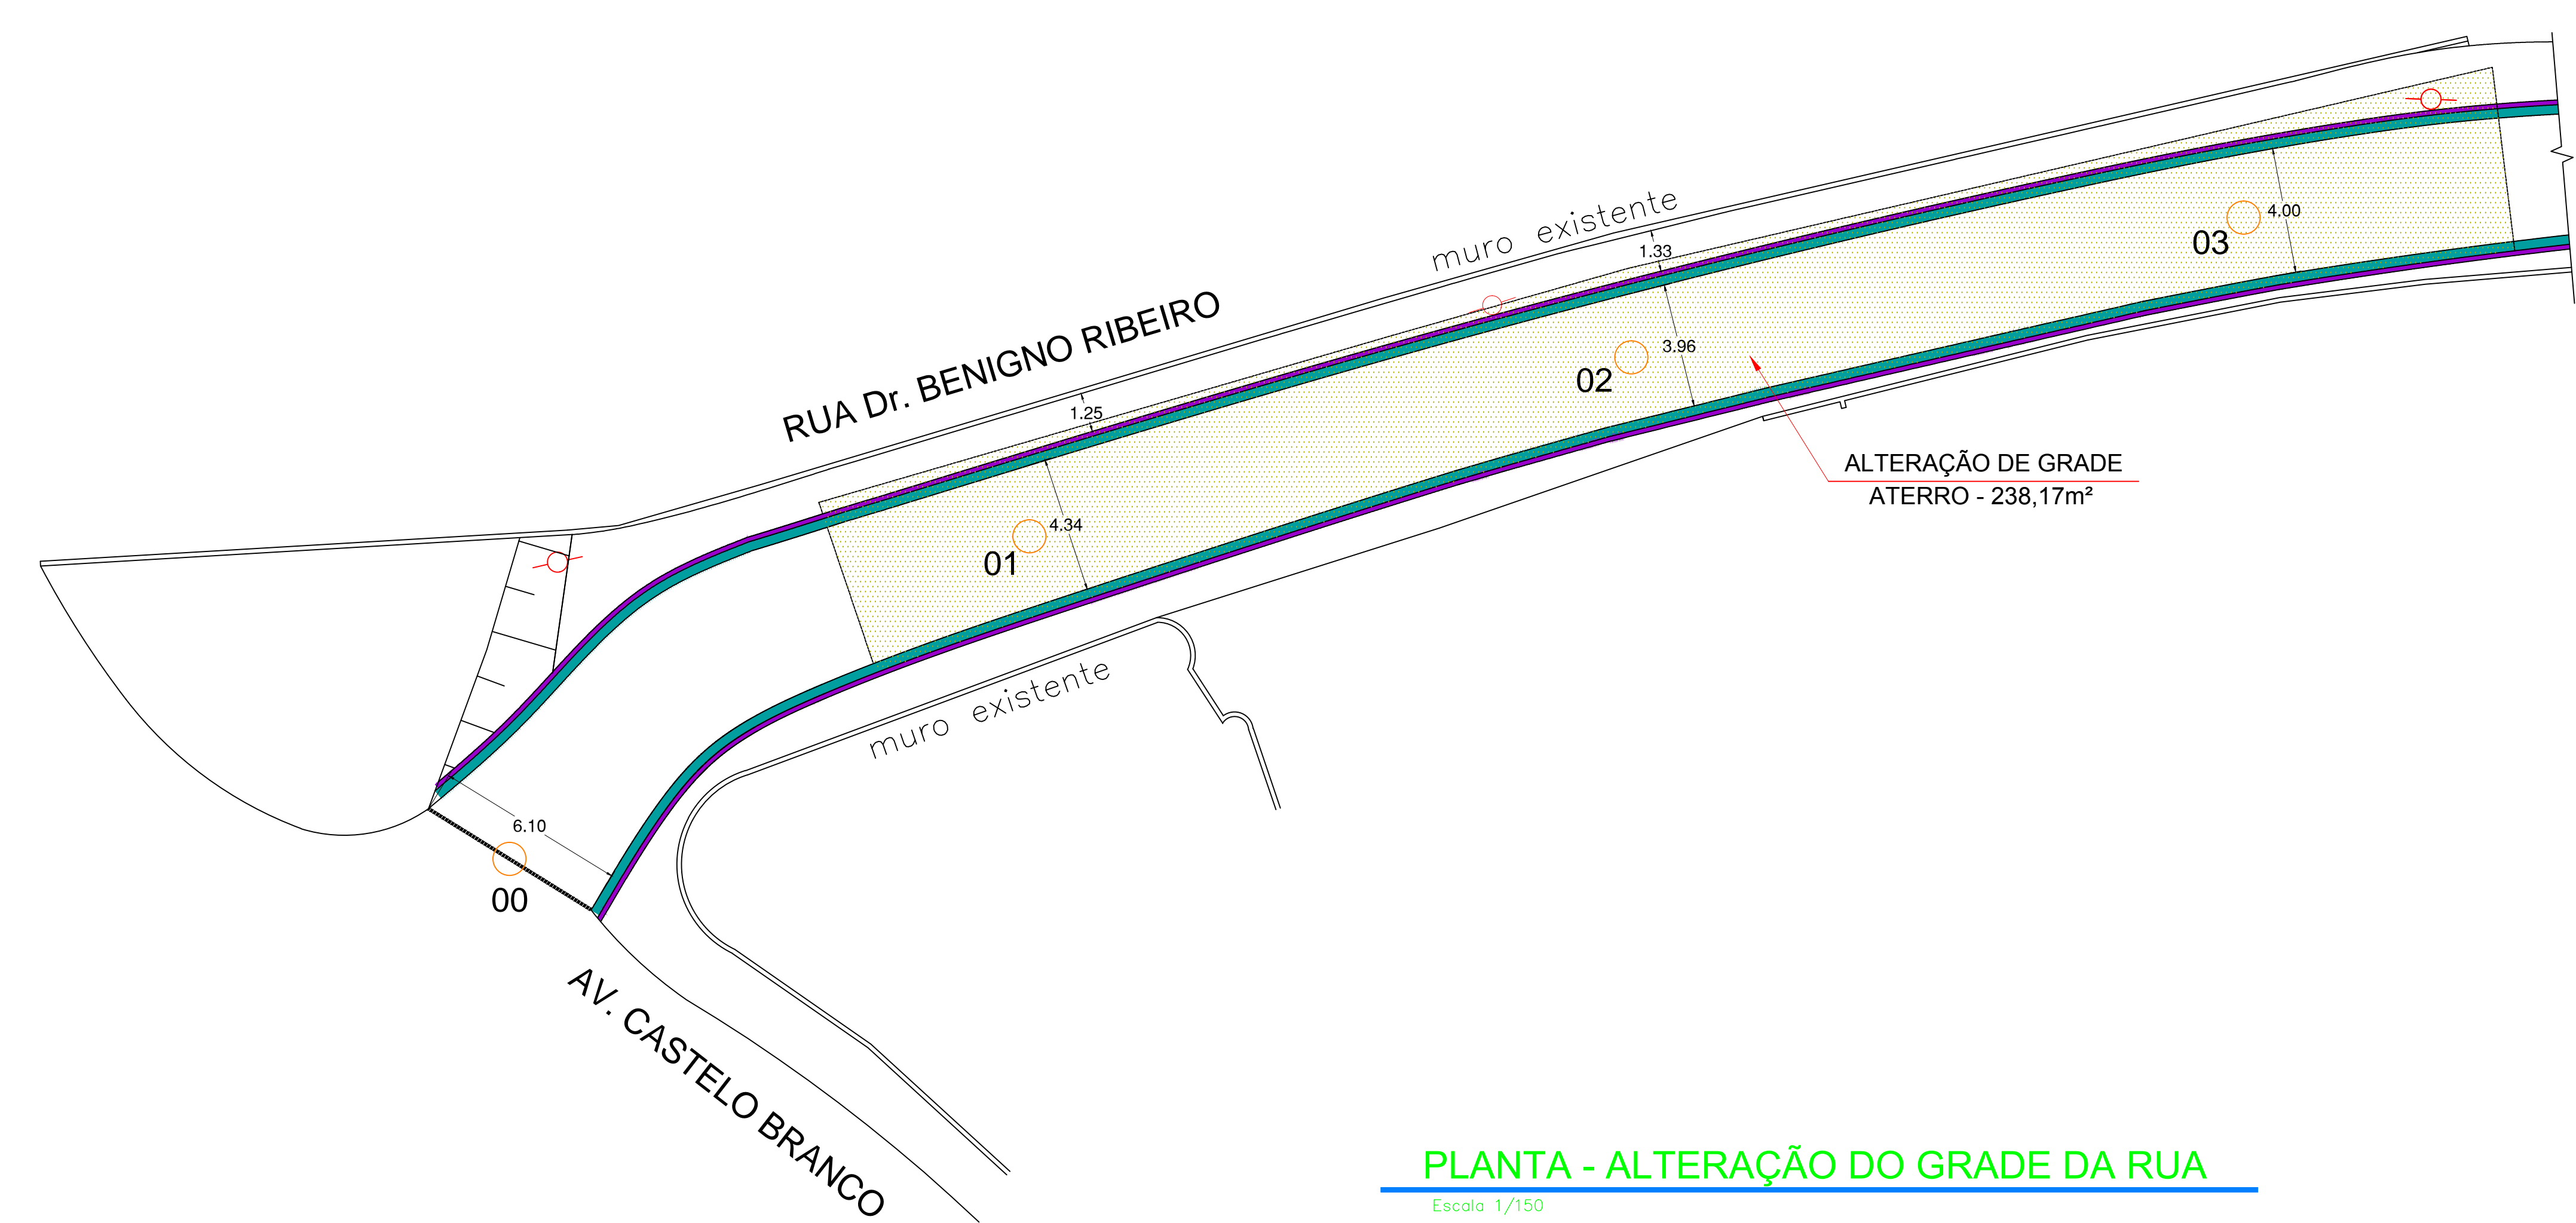 muro existente
1.33
4.00
03
RUA Dr. BENIGNO RIBEIRO
1.25
3.96
02
ALTERAÇÃO DE GRADE
ATERRO - 238,17m²
4.34
01
muro existente
6.10
00
AV. CASTELO BRANCO
PLANTA - ALTERAÇÃO DO GRADE DA RUA
Escala 1/150